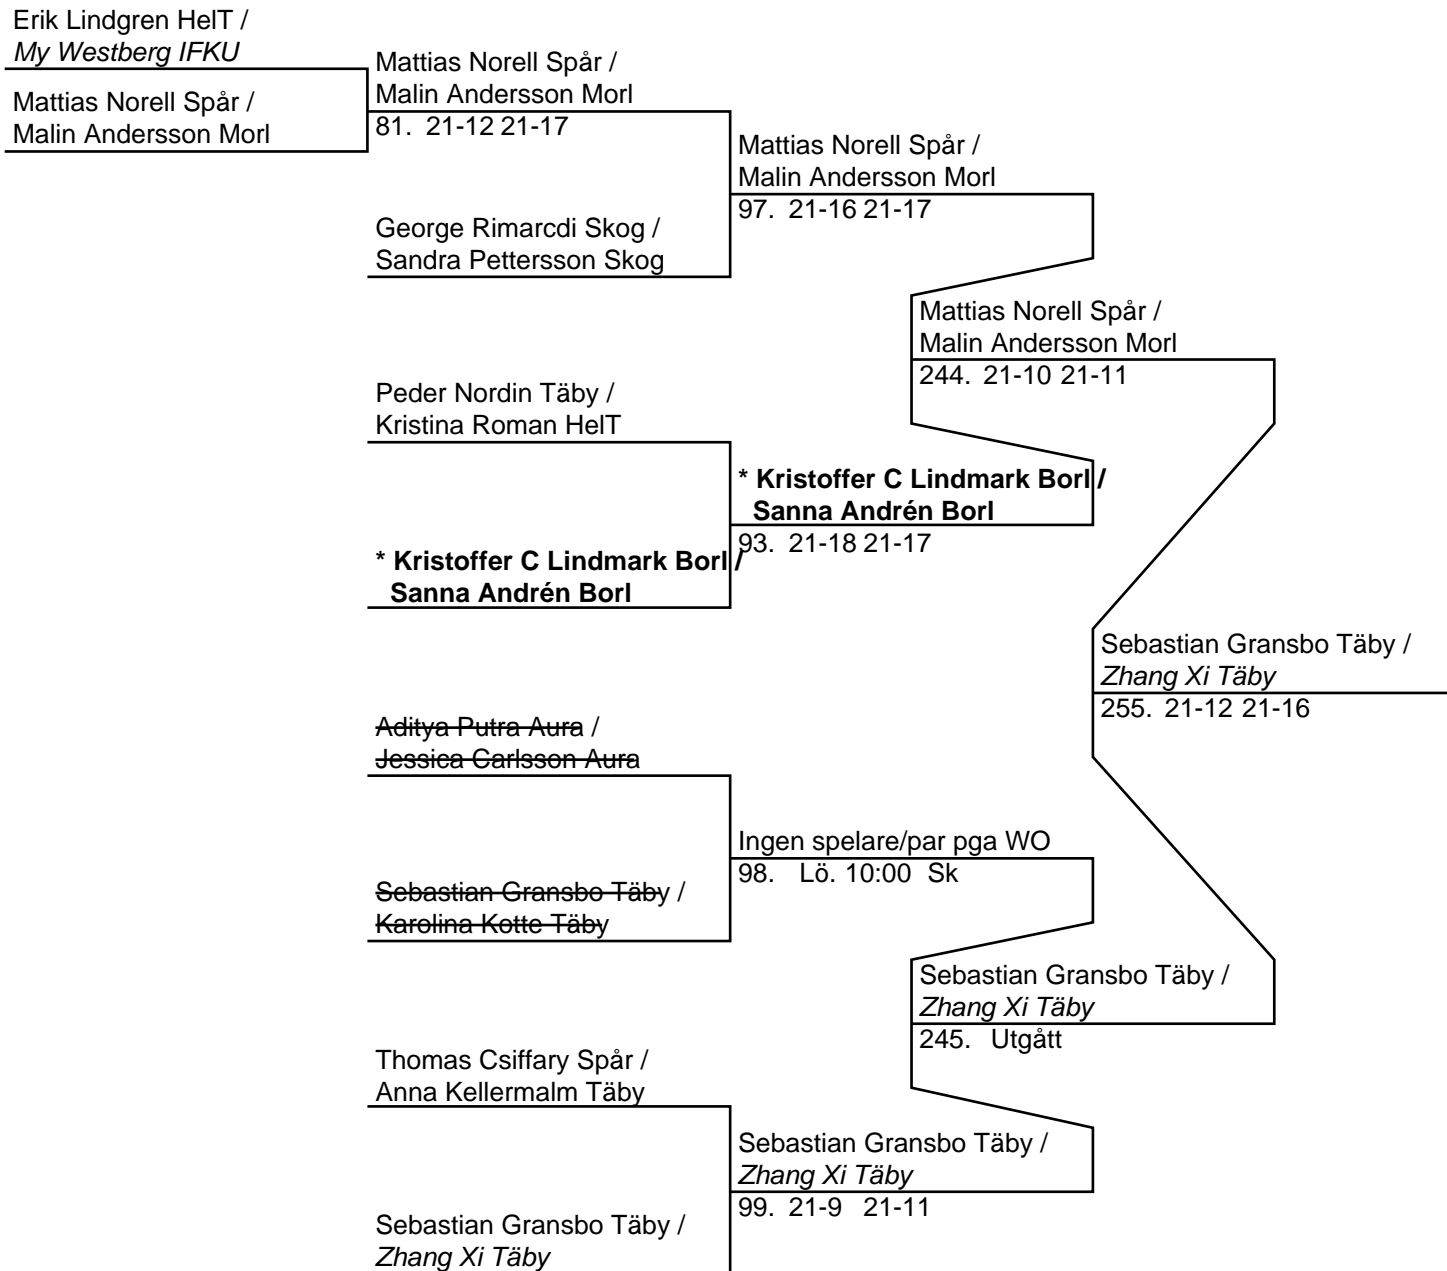 Erik Lindgren HelT /
My Westberg IFKU
Mattias Norell Spår /
Malin Andersson Morl
Mattias Norell Spår /
Malin Andersson Morl
81. 21-12 21-17
George Rimarcdi Skog /
Sandra Pettersson Skog
Mattias Norell Spår /
Malin Andersson Morl
97. 21-16 21-17
Peder Nordin Täby /
Kristina Roman HelT
* Kristoffer C Lindmark Borl /
Sanna Andrén Borl
* Kristoffer C Lindmark Borl /
Sanna Andrén Borl
93. 21-18 21-17
Mattias Norell Spår /
Malin Andersson Morl
244. 21-10 21-11
Aditya Putra Aura /
Jessica Carlsson Aura
Sebastian Gransbo Täby /
Karolina Kotte Täby
Ingen spelare/par pga WO
98. Lö. 10:00 Sk
Thomas Csiffary Spår /
Anna Kellermalm Täby
Sebastian Gransbo Täby /
Zhang Xi Täby
Sebastian Gransbo Täby /
Zhang Xi Täby
99. 21-9 21-11
Sebastian Gransbo Täby /
Zhang Xi Täby
245. Utgått
Sebastian Gransbo Täby /
Zhang Xi Täby
255. 21-12 21-16